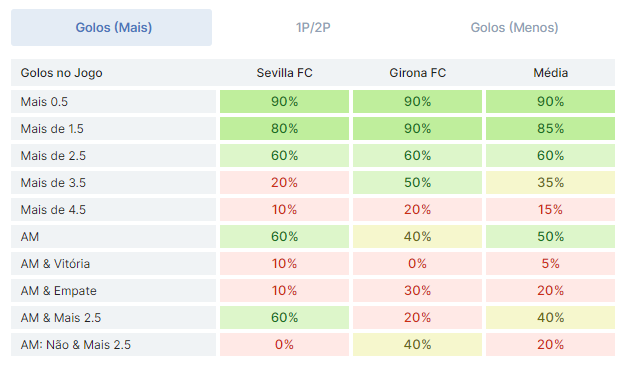 Golos (Mais) 1P/2P Golos (Menos)
Golos no Jogo Sevilla FC Girona FC Média
Mais 0.5 90% 90% 90%
Mais de 1.5 80% 90% 85%
Mais de 2.5 60% 60% 60%
Mais de 3.5 20% 50% 35%
Mais de 4.5 10% 20% 15%
AM 60% 40% 50%
AM & Vitória 10% 0% 5%
AM & Empate 10% 30% 20%
AM & Mais 2.5 60% 20% 40%
AM: Não & Mais 2.5 0% 40% 20%